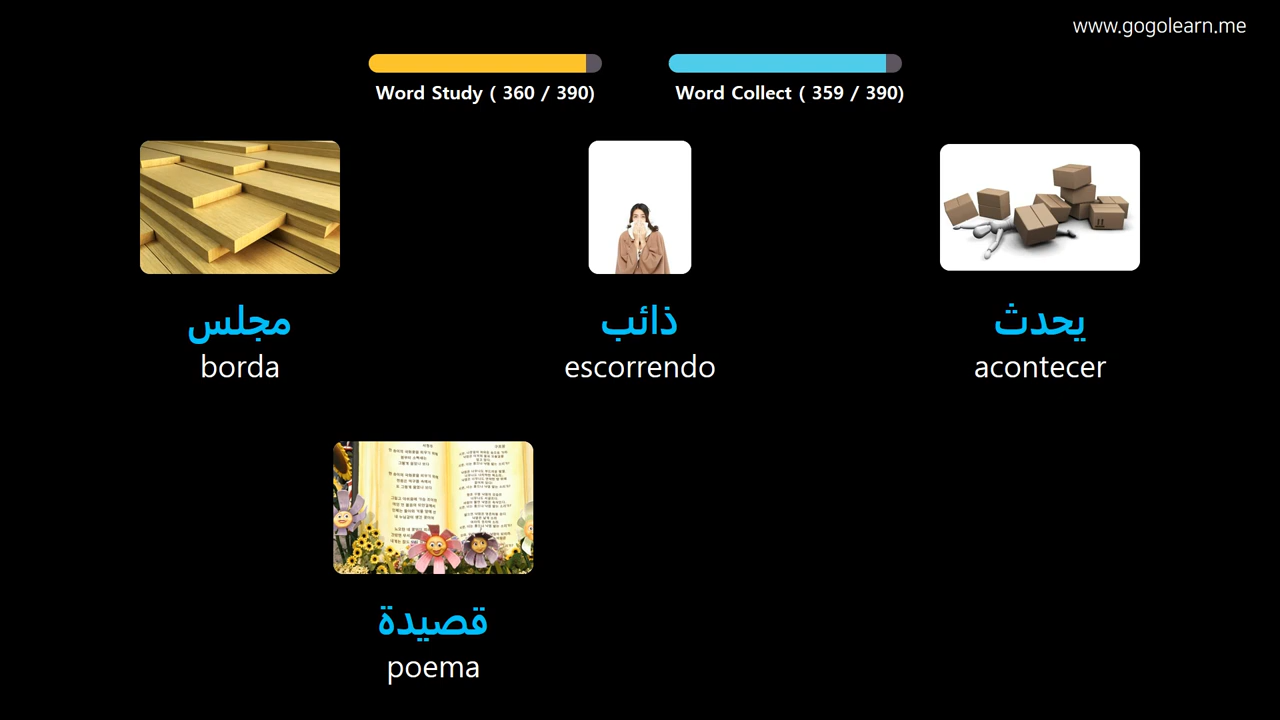 www.gogolearn.me
Word Study ( 360 / 390)
Word Collect ( 359 / 390)
مجلس
borda
ذائب
escorrendo
يحدث
acontecer
قصيدة
poema